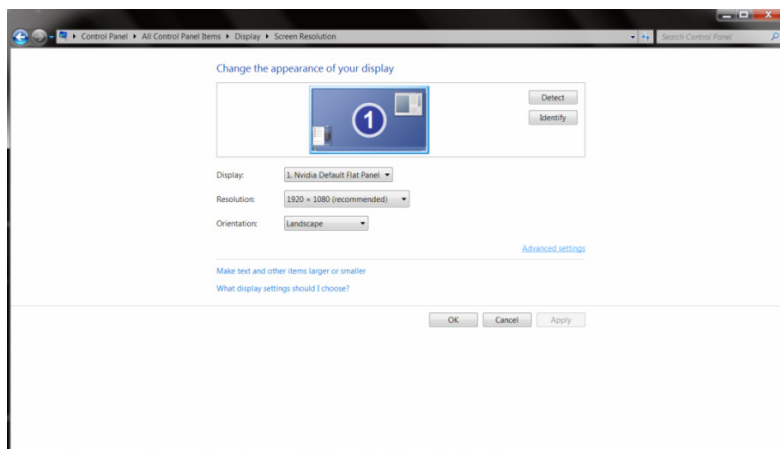 Control Panel ▸ All Control Panel Items ▸ Display ▸ Screen Resolution
Search Control Panel
Change the appearance of your display
1
Detect
Identify
Display: 1. Nvidia Default Flat Panel
Resolution: 1920 × 1080 (recommended)
Orientation: Landscape
Advanced settings
Make text and other items larger or smaller
What display settings should I choose?
OK Cancel Apply